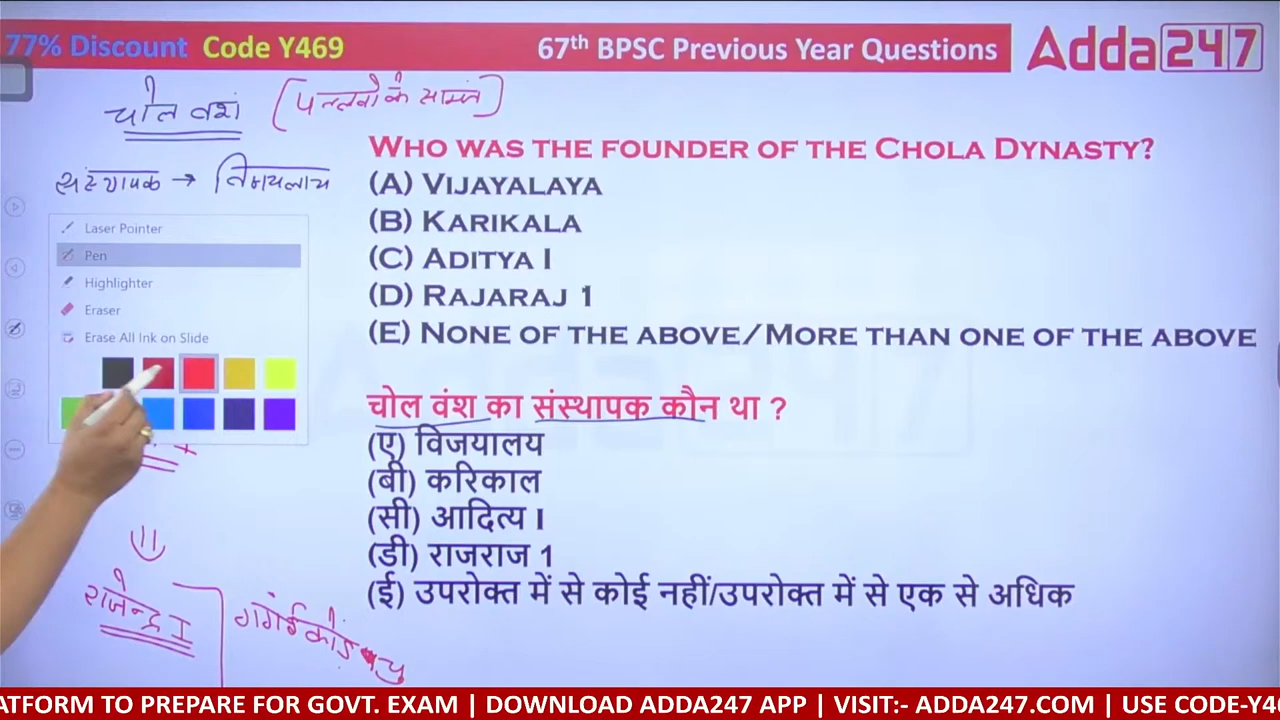 77% Discount Code Y469
67th BPSC Previous Year Questions
Adda247
चोल वंश (पल्लवो के सामंत)
संस्थापक → विजयलाय
Laser Pointer
Pen
Highlighter
Eraser
Erase All Ink on Slide
राजेन्द्र I
WHO WAS THE FOUNDER OF THE CHOLA DYNASTY?
(A) VIJAYALAYA
(B) KARIKALA
(C) ADITYA I
(D) RAJARAJ 1
(E) NONE OF THE ABOVE/MORE THAN ONE OF THE ABOVE
चोल वंश का संस्थापक कौन था ?
(ए) विजयालय
(बी) करिकाल
(सी) आदित्य I
(डी) राजराज 1
(ई) उपरोक्त में से कोई नहीं/उपरोक्त में से एक से अधिक
ATFORM TO PREPARE FOR GOVT. EXAM | DOWNLOAD ADDA247 APP | VISIT:- ADDA247.COM | USE CODE-Y4